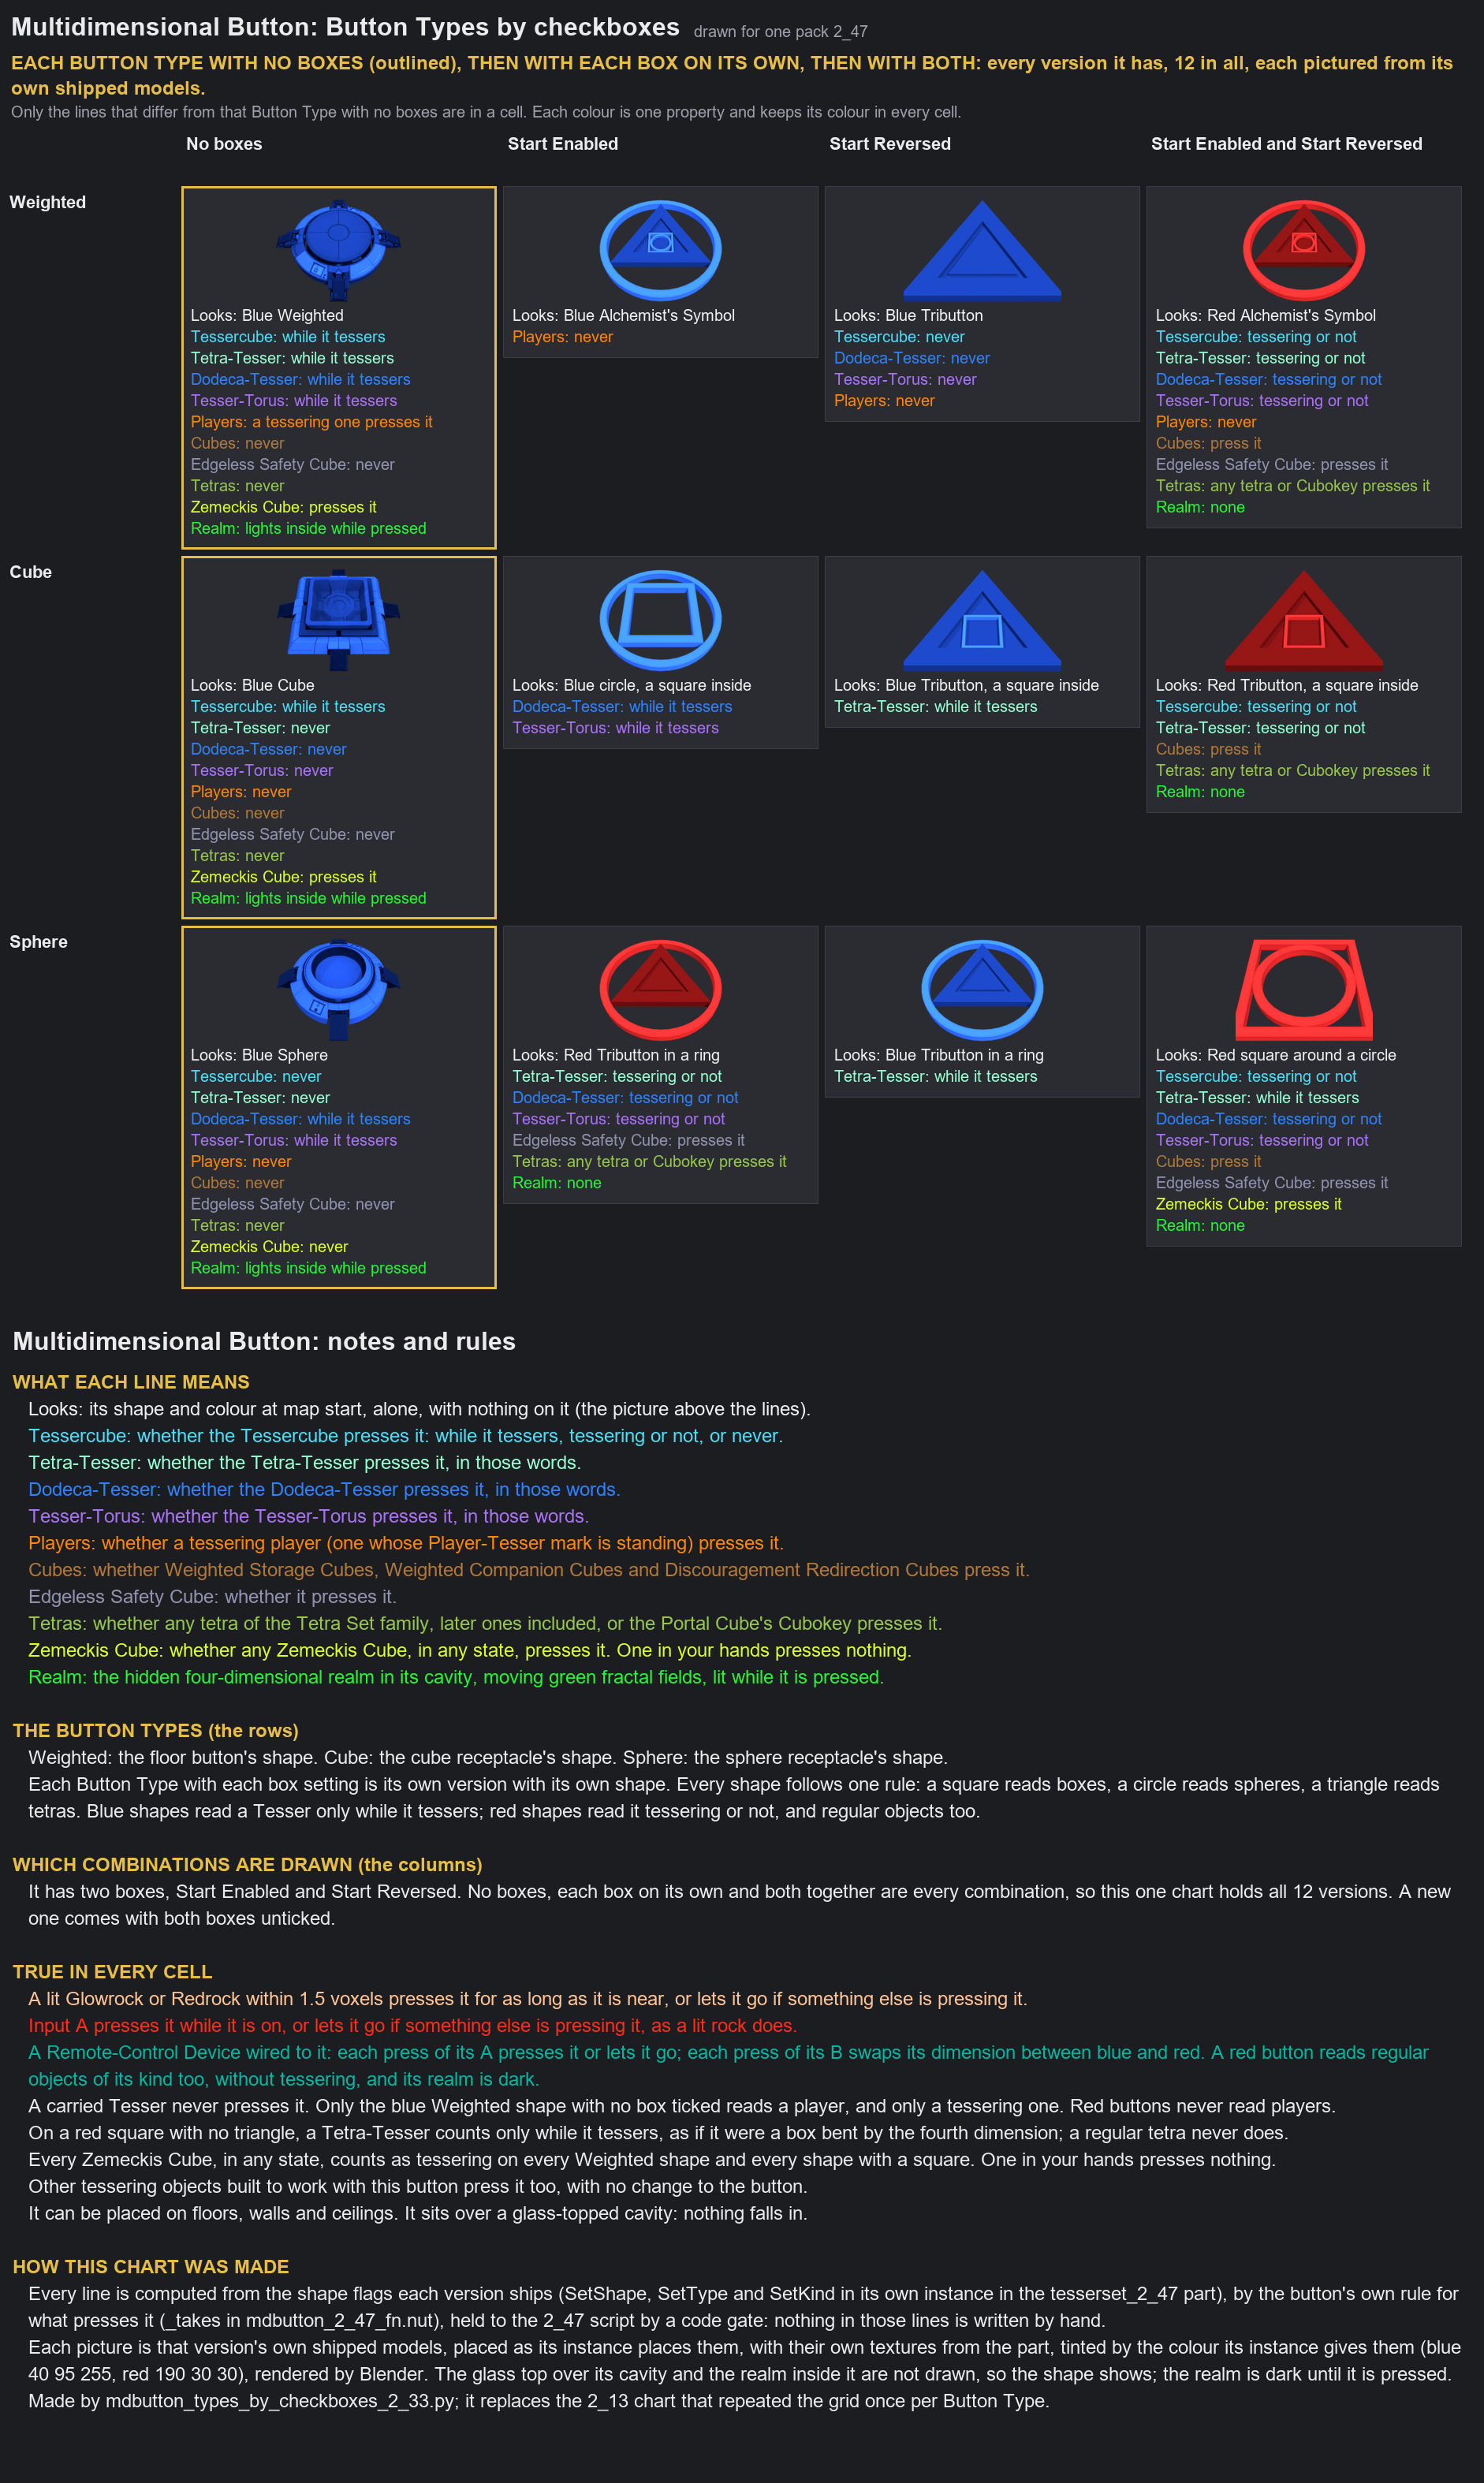 Multidimensional Button: Button Types by checkboxes drawn for one pack 2_47
EACH BUTTON TYPE WITH NO BOXES (outlined), THEN WITH EACH BOX ON ITS OWN, THEN WITH BOTH: every version it has, 12 in all, each pictured from its
own shipped models.
Only the lines that differ from that Button Type with no boxes are in a cell. Each colour is one property and keeps its colour in every cell.
No boxes
Start Enabled
Start Reversed
Start Enabled and Start Reversed
Weighted
Looks: Blue Weighted
Tessercube: while it tessers
Tetra-Tesser: while it tessers
Dodeca-Tesser: while it tessers
Tesser-Torus: while it tessers
Players: a tessering one presses it
Cubes: never
Edgeless Safety Cube: never
Tetras: never
Zemeckis Cube: presses it
Realm: lights inside while pressed
Looks: Blue Alchemist's Symbol
Players: never
Looks: Blue Tributton
Tessercube: never
Dodeca-Tesser: never
Tesser-Torus: never
Players: never
Looks: Red Alchemist's Symbol
Tessercube: tessering or not
Tetra-Tesser: tessering or not
Dodeca-Tesser: tessering or not
Tesser-Torus: tessering or not
Players: never
Cubes: press it
Edgeless Safety Cube: presses it
Tetras: any tetra or Cubokey presses it
Realm: none
Cube
Looks: Blue Cube
Tessercube: while it tessers
Tetra-Tesser: never
Dodeca-Tesser: never
Tesser-Torus: never
Players: never
Cubes: never
Edgeless Safety Cube: never
Tetras: never
Zemeckis Cube: presses it
Realm: lights inside while pressed
Looks: Blue circle, a square inside
Dodeca-Tesser: while it tessers
Tesser-Torus: while it tessers
Looks: Blue Tributton, a square inside
Tetra-Tesser: while it tessers
Looks: Red Tributton, a square inside
Tessercube: tessering or not
Tetra-Tesser: tessering or not
Cubes: press it
Tetras: any tetra or Cubokey presses it
Realm: none
Sphere
Looks: Blue Sphere
Tessercube: never
Tetra-Tesser: never
Dodeca-Tesser: while it tessers
Tesser-Torus: while it tessers
Players: never
Cubes: never
Edgeless Safety Cube: never
Tetras: never
Zemeckis Cube: never
Realm: lights inside while pressed
Looks: Red Tributton in a ring
Tetra-Tesser: tessering or not
Dodeca-Tesser: tessering or not
Tesser-Torus: tessering or not
Edgeless Safety Cube: presses it
Tetras: any tetra or Cubokey presses it
Realm: none
Looks: Blue Tributton in a ring
Tetra-Tesser: while it tessers
Looks: Red square around a circle
Tessercube: tessering or not
Tetra-Tesser: while it tessers
Dodeca-Tesser: tessering or not
Tesser-Torus: tessering or not
Cubes: press it
Edgeless Safety Cube: presses it
Zemeckis Cube: presses it
Realm: none
Multidimensional Button: notes and rules
WHAT EACH LINE MEANS
Looks: its shape and colour at map start, alone, with nothing on it (the picture above the lines).
Tessercube: whether the Tessercube presses it: while it tessers, tessering or not, or never.
Tetra-Tesser: whether the Tetra-Tesser presses it, in those words.
Dodeca-Tesser: whether the Dodeca-Tesser presses it, in those words.
Tesser-Torus: whether the Tesser-Torus presses it, in those words.
Players: whether a tessering player (one whose Player-Tesser mark is standing) presses it.
Cubes: whether Weighted Storage Cubes, Weighted Companion Cubes and Discouragement Redirection Cubes press it.
Edgeless Safety Cube: whether it presses it.
Tetras: whether any tetra of the Tetra Set family, later ones included, or the Portal Cube's Cubokey presses it.
Zemeckis Cube: whether any Zemeckis Cube, in any state, presses it. One in your hands presses nothing.
Realm: the hidden four-dimensional realm in its cavity, moving green fractal fields, lit while it is pressed.
THE BUTTON TYPES (the rows)
Weighted: the floor button's shape. Cube: the cube receptacle's shape. Sphere: the sphere receptacle's shape.
Each Button Type with each box setting is its own version with its own shape. Every shape follows one rule: a square reads boxes, a circle reads spheres, a triangle reads
tetras. Blue shapes read a Tesser only while it tessers; red shapes read it tessering or not, and regular objects too.
WHICH COMBINATIONS ARE DRAWN (the columns)
It has two boxes, Start Enabled and Start Reversed. No boxes, each box on its own and both together are every combination, so this one chart holds all 12 versions. A new
one comes with both boxes unticked.
TRUE IN EVERY CELL
A lit Glowrock or Redrock within 1.5 voxels presses it for as long as it is near, or lets it go if something else is pressing it.
Input A presses it while it is on, or lets it go if something else is pressing it, as a lit rock does.
A Remote-Control Device wired to it: each press of its A presses it or lets it go; each press of its B swaps its dimension between blue and red. A red button reads regular
objects of its kind too, without tessering, and its realm is dark.
A carried Tesser never presses it. Only the blue Weighted shape with no box ticked reads a player, and only a tessering one. Red buttons never read players.
On a red square with no triangle, a Tetra-Tesser counts only while it tessers, as if it were a box bent by the fourth dimension; a regular tetra never does.
Every Zemeckis Cube, in any state, counts as tessering on every Weighted shape and every shape with a square. One in your hands presses nothing.
Other tessering objects built to work with this button press it too, with no change to the button.
It can be placed on floors, walls and ceilings. It sits over a glass-topped cavity: nothing falls in.
HOW THIS CHART WAS MADE
Every line is computed from the shape flags each version ships (SetShape, SetType and SetKind in its own instance in the tesserset_2_47 part), by the button's own rule for
what presses it (_takes in mdbutton_2_47_fn.nut), held to the 2_47 script by a code gate: nothing in those lines is written by hand.
Each picture is that version's own shipped models, placed as its instance places them, with their own textures from the part, tinted by the colour its instance gives them (blue
40 95 255, red 190 30 30), rendered by Blender. The glass top over its cavity and the realm inside it are not drawn, so the shape shows; the realm is dark until it is pressed.
Made by mdbutton_types_by_checkboxes_2_33.py; it replaces the 2_13 chart that repeated the grid once per Button Type.